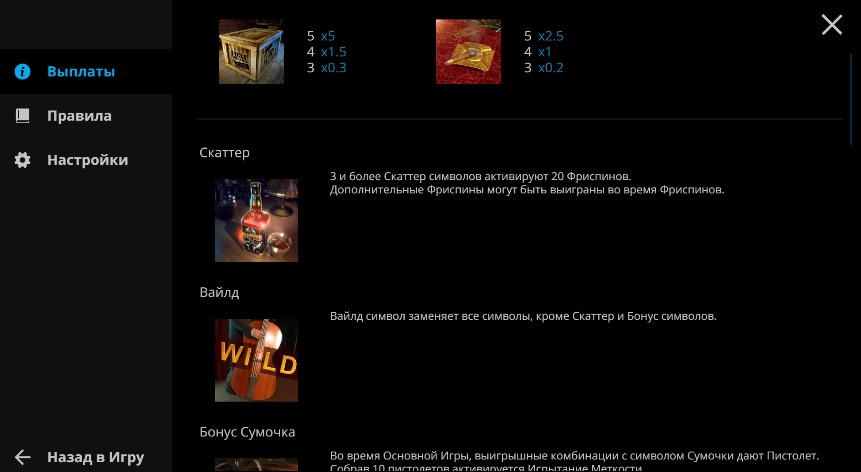 5 x5
4 x1.5
3 x0.3
5 x2.5
4 x1
3 x0.2
Выплаты
Правила
Настройки
Скаттер
3 и более Скаттер символов активируют 20 Фриспинов.
Дополнительные Фриспины могут быть выиграны во время Фриспинов.
Вайлд
Вайлд символ заменяет все символы, кроме Скаттер и Бонус символов.
WILD
Бонус Сумочка
Во время Основной Игры, выигрышные комбинации с символом Сумочки дают Пистолет.
Собрав 10 пистолетов активируется Испытание Меткости
Назад в Игру